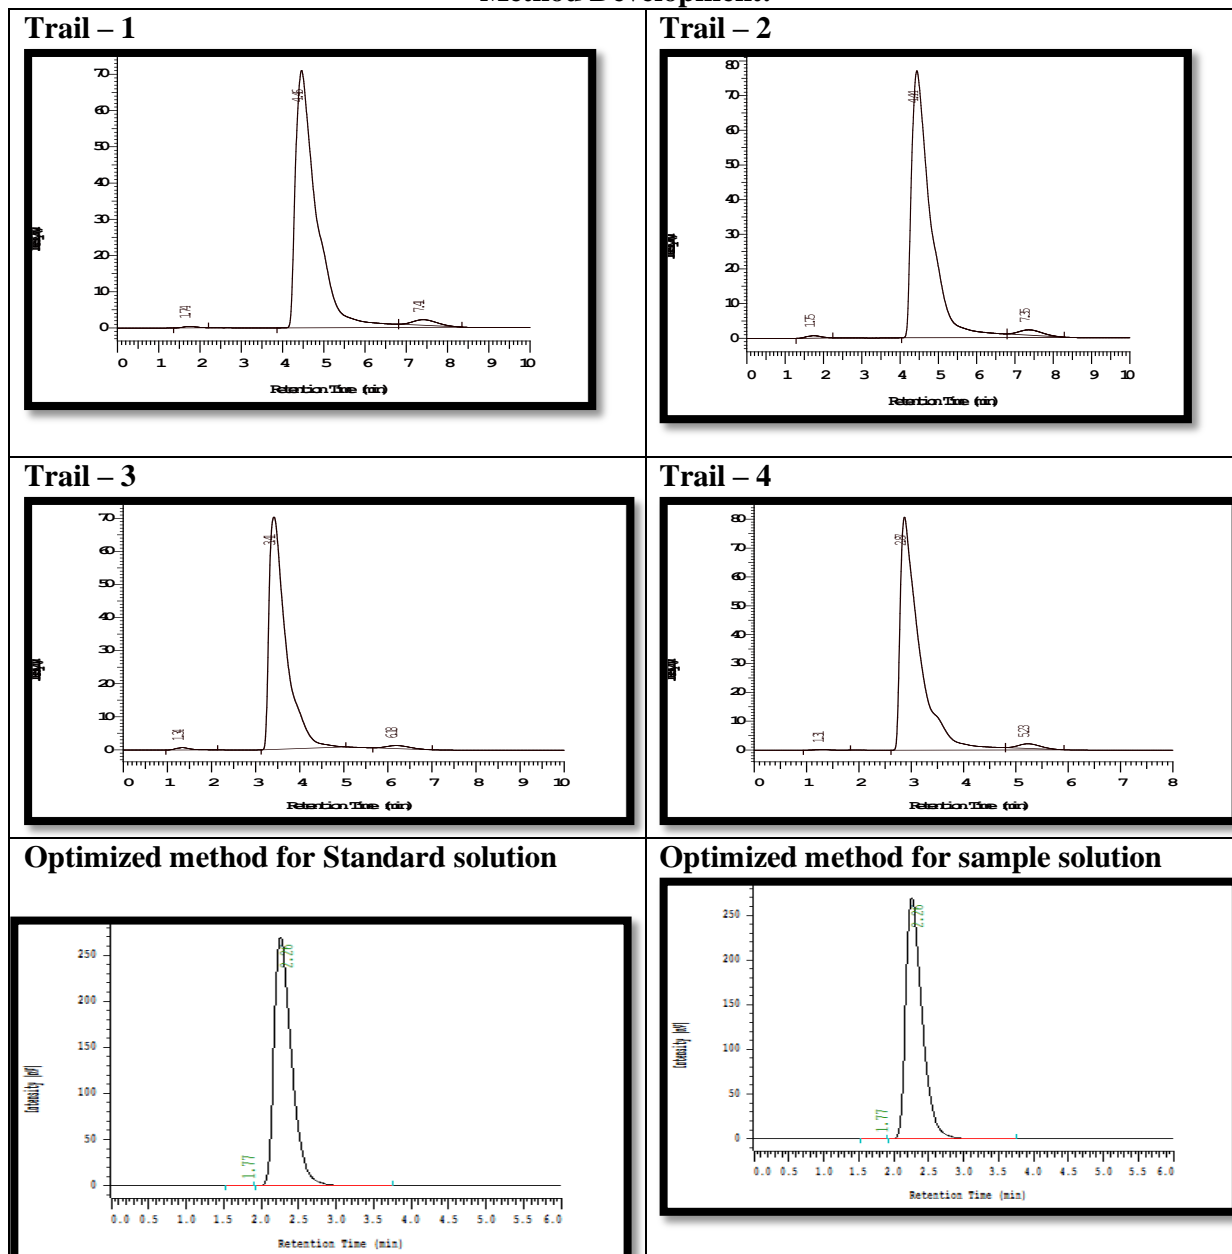 Method Development:
Trail – 1
70
60
50
40
30
20
10
0
4.45
1.74
7.41
0 1 2 3 4 5 6 7 8 9 10
Retention Time (min)
Trail – 2
80
70
60
50
40
30
20
10
0
4.44
1.75
7.35
0 1 2 3 4 5 6 7 8 9 10
Retention Time (min)
Trail – 3
70
60
50
40
30
20
10
0
1.34
6.18
0 1 2 3 4 5 6 7 8 9 10
Retention Time (min)
Trail – 4
80
70
60
50
40
30
20
10
0
2.87
1.31
5.23
0 1 2 3 4 5 6 7 8
Retention Time (min)
Optimized method for Standard solution
250
200
150
100
50
0
2.26
1.77
Intensity (mV)
0.0 0.5 1.0 1.5 2.0 2.5 3.0 3.5 4.0 4.5 5.0 5.5 6.0
Retention Time (min)
Optimized method for sample solution
250
200
150
100
50
0
2.26
1.77
Intensity (mV)
0.0 0.5 1.0 1.5 2.0 2.5 3.0 3.5 4.0 4.5 5.0 5.5 6.0
Retention Time (min)